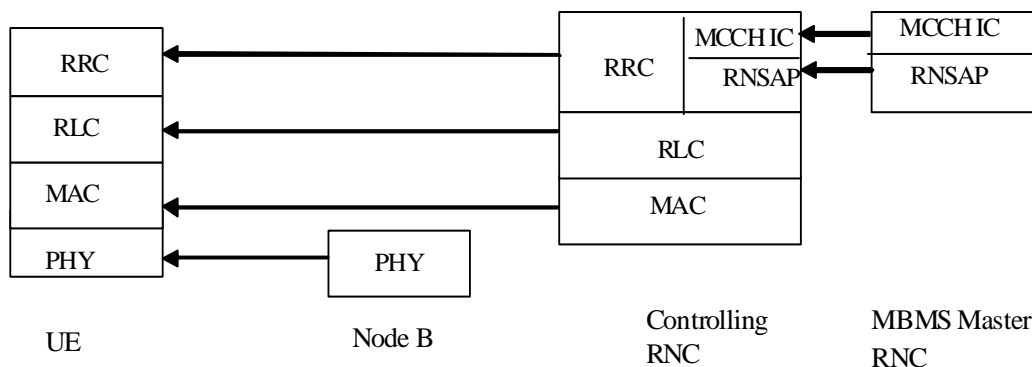 RRC
RLC
MAC
PHY
UE
PHY
Node B
RRC
MCCH IC
RNSAP
RLC
MAC
Controlling
RNC
MCCH IC
RNSAP
MBMS Master
RNC